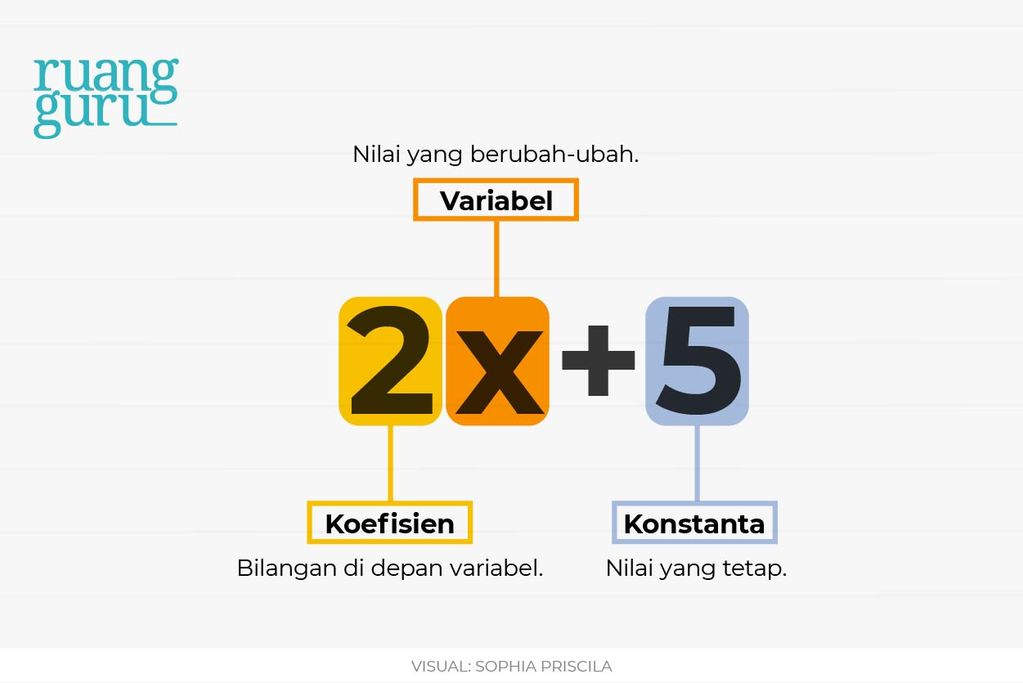 ruang
guru
Nilai yang berubah-ubah.
Variabel
2x+5
Koefisien
Konstanta
Bilangan di depan variabel.
Nilai yang tetap.
VISUAL: SOPHIA PRISCILA